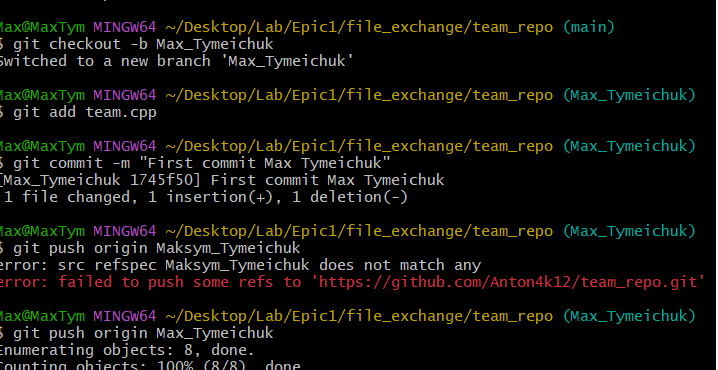 Max@MaxTym MINGW64 ~/Desktop/Lab/Epic1/file_exchange/team_repo (main)
$ git checkout -b Max_Tymeichuk
Switched to a new branch 'Max_Tymeichuk'
Max@MaxTym MINGW64 ~/Desktop/Lab/Epic1/file_exchange/team_repo (Max_Tymeichuk)
$ git add team.cpp
Max@MaxTym MINGW64 ~/Desktop/Lab/Epic1/file_exchange/team_repo (Max_Tymeichuk)
$ git commit -m "First commit Max Tymeichuk"
[Max_Tymeichuk 1745f50] First commit Max Tymeichuk
1 file changed, 1 insertion(+), 1 deletion(-)
Max@MaxTym MINGW64 ~/Desktop/Lab/Epic1/file_exchange/team_repo (Max_Tymeichuk)
$ git push origin Maksym_Tymeichuk
error: src refspec Maksym_Tymeichuk does not match any
error: failed to push some refs to 'https://github.com/Anton4k12/team_repo.git'
Max@MaxTym MINGW64 ~/Desktop/Lab/Epic1/file_exchange/team_repo (Max_Tymeichuk)
$ git push origin Max_Tymeichuk
Enumerating objects: 8, done.
Counting objects: 100% (8/8), done